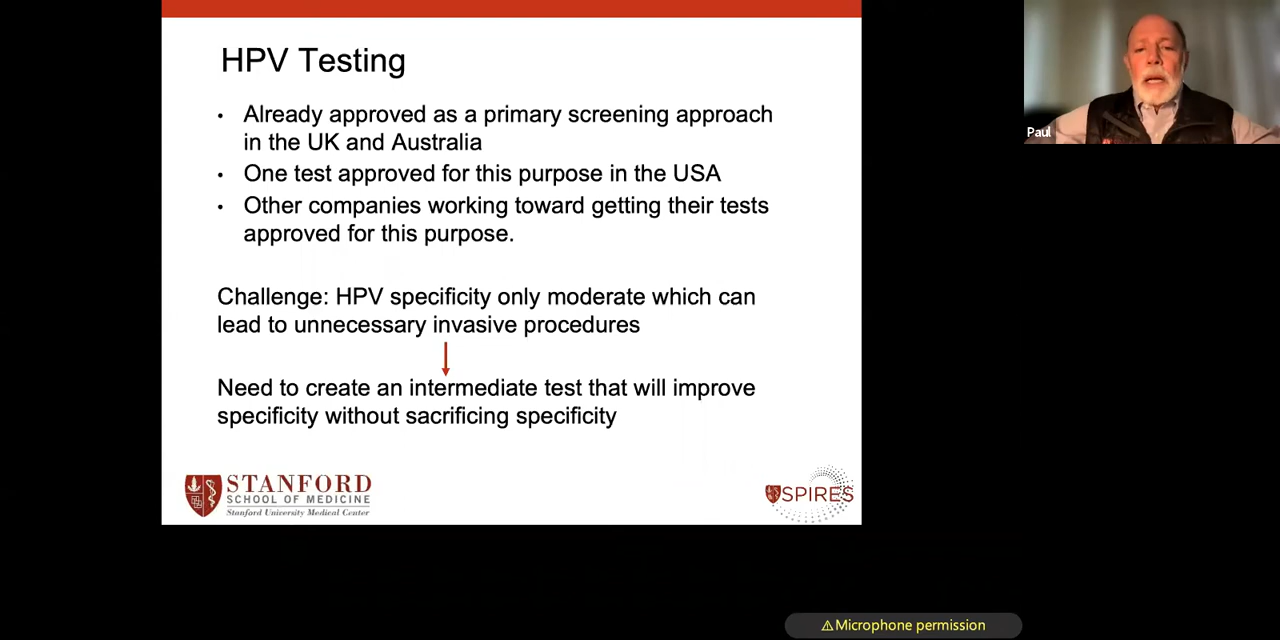 HPV Testing
• Already approved as a primary screening approach
in the UK and Australia
• One test approved for this purpose in the USA
• Other companies working toward getting their tests
approved for this purpose.
Challenge: HPV specificity only moderate which can
lead to unnecessary invasive procedures
Need to create an intermediate test that will improve
specificity without sacrificing specificity
STANFORD
SCHOOL OF MEDICINE
Stanford University Medical Center
SPIRES
Paul
⚠Microphone permission